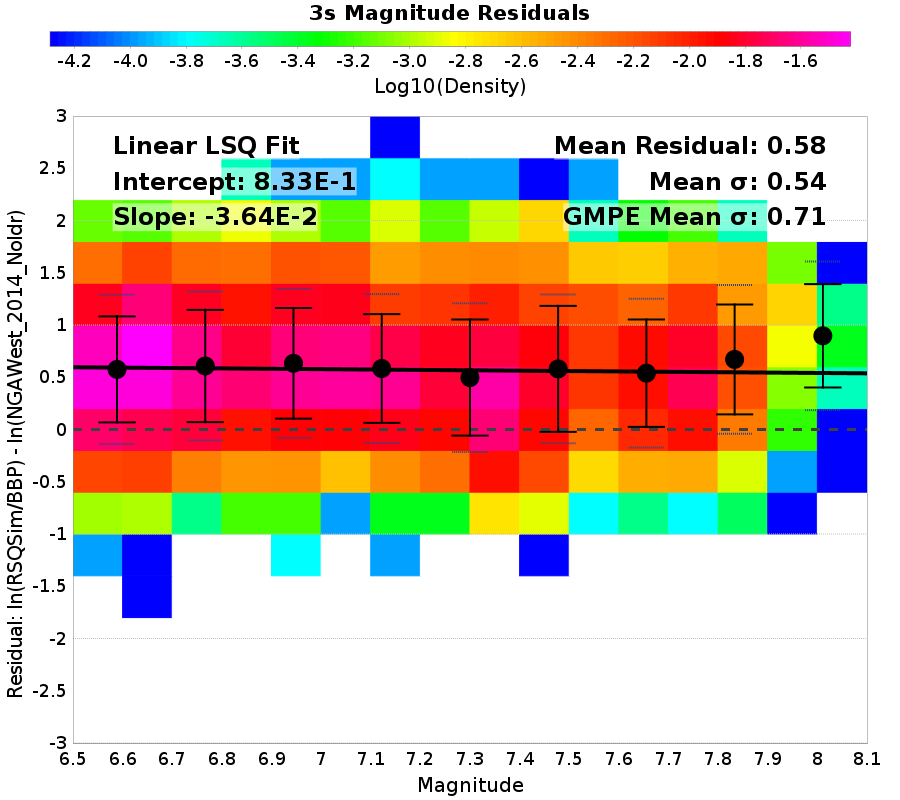 3s Magnitude Residuals
-4.2 -4.0 -3.8 -3.6 -3.4 -3.2 -3.0 -2.8 -2.6 -2.4 -2.2 -2.0 -1.8 -1.6
Log10(Density)
Linear LSQ Fit
Intercept: 8.33E-1
Slope: -3.64E-2
Mean Residual: 0.58
Mean σ: 0.54
GMPE Mean σ: 0.71
Residual: ln(RSQSim/BBP) - ln(NGAWest_2014_NoIdr)
3
2.5
2
1.5
1
0.5
0
-0.5
-1
-1.5
-2
-2.5
-3
6.5 6.6 6.7 6.8 6.9 7 7.1 7.2 7.3 7.4 7.5 7.6 7.7 7.8 7.9 8 8.1
Magnitude